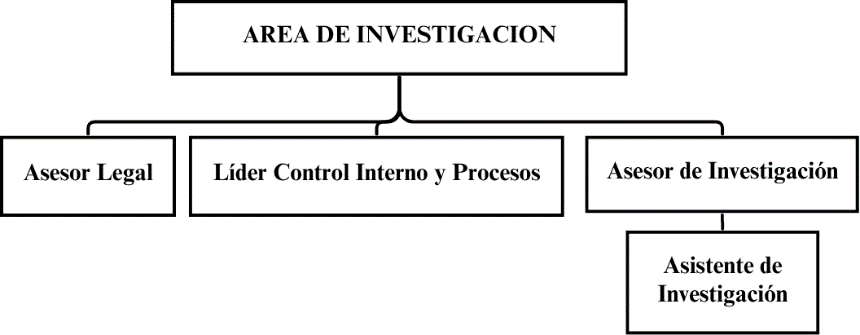 AREA DE INVESTIGACION
Asesor Legal
Líder Control Interno y Procesos
Asesor de Investigación
Asistente de
Investigación